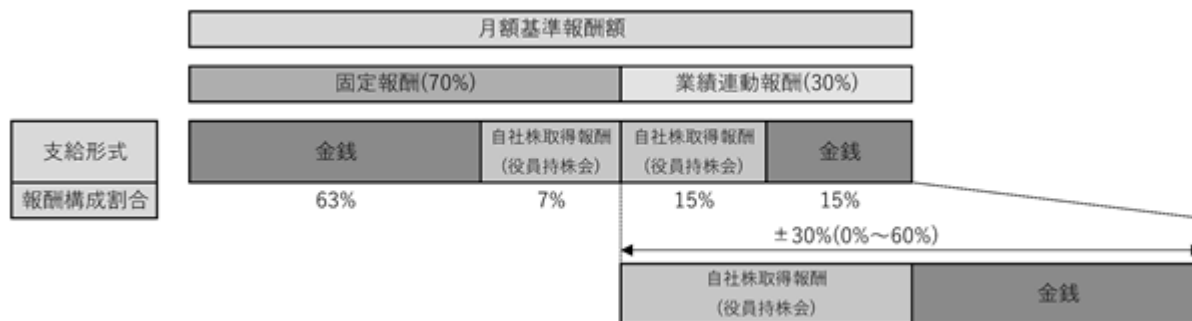 月額基準報酬額
固定報酬(70%)
業績連動報酬(30%)
支給形式
金銭
自社株取得報酬
(役員持株会)
自社株取得報酬
(役員持株会)
金銭
報酬構成割合
63%
7%
15%
15%
±30%(0%～60%)
自社株取得報酬
(役員持株会)
金銭